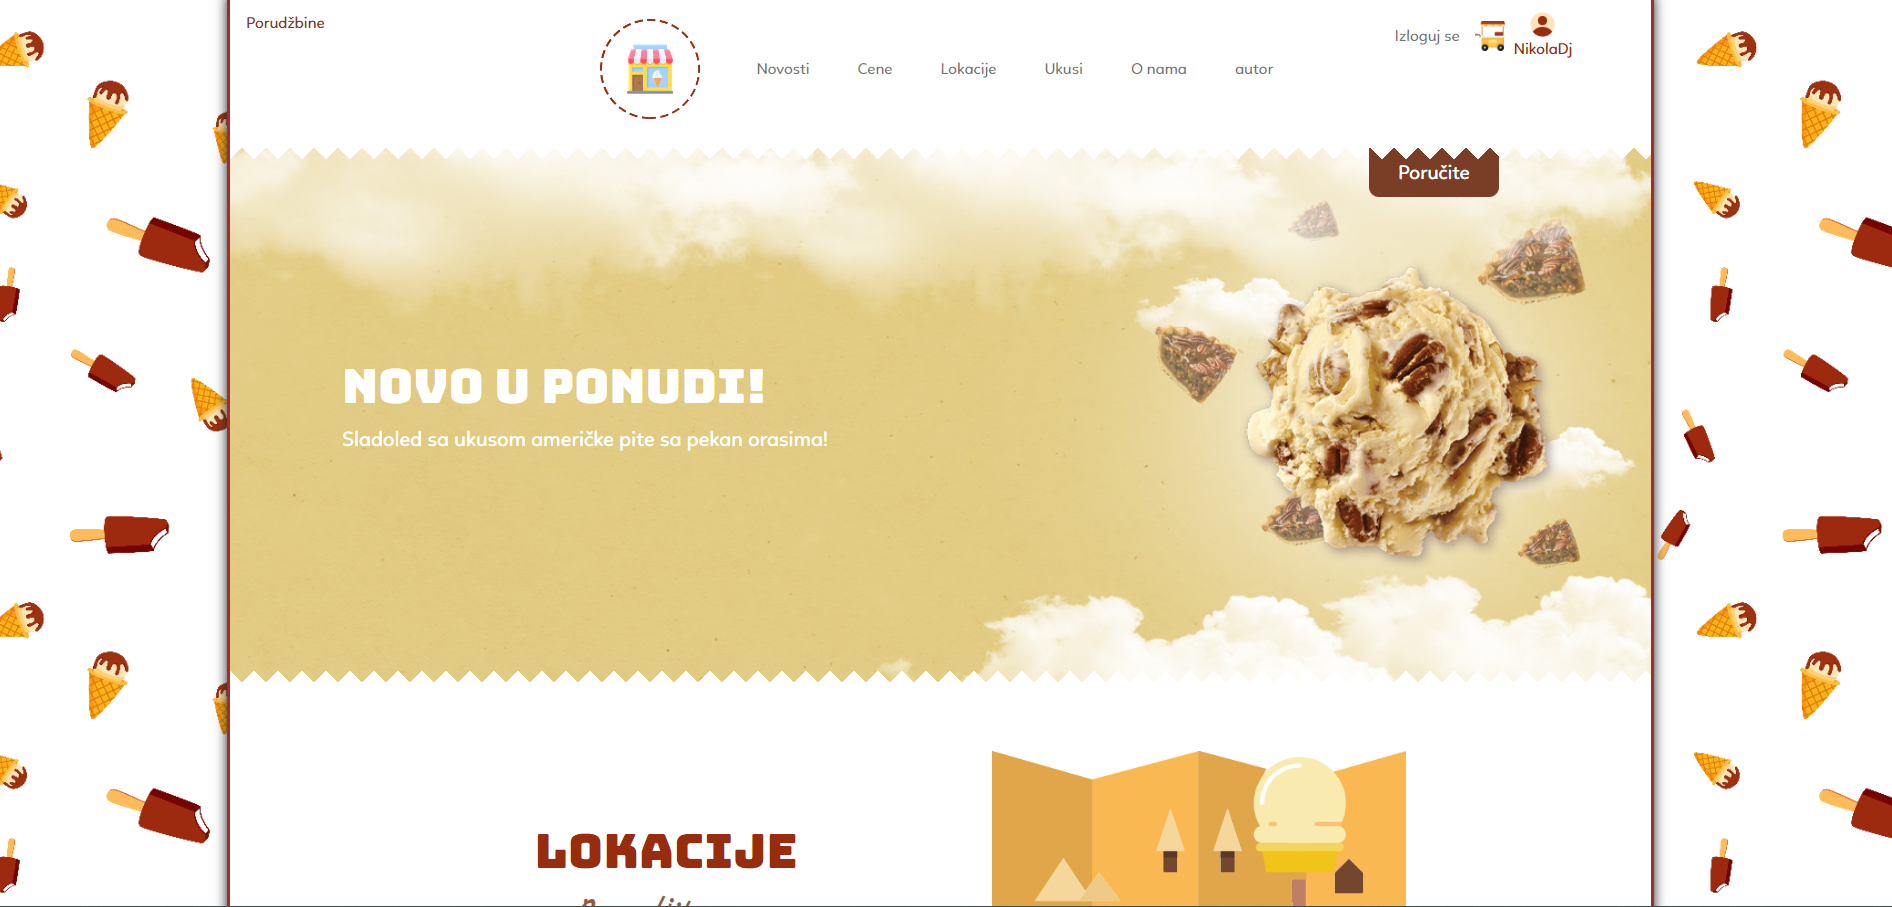 Porudžbine
Izloguj se
NikolaDj
Novosti Cene Lokacije Ukusi O nama autor
Poručite
NOVO U PONUDI!
Sladoled sa ukusom američke pite sa pekan orasima!
LOKACIJE